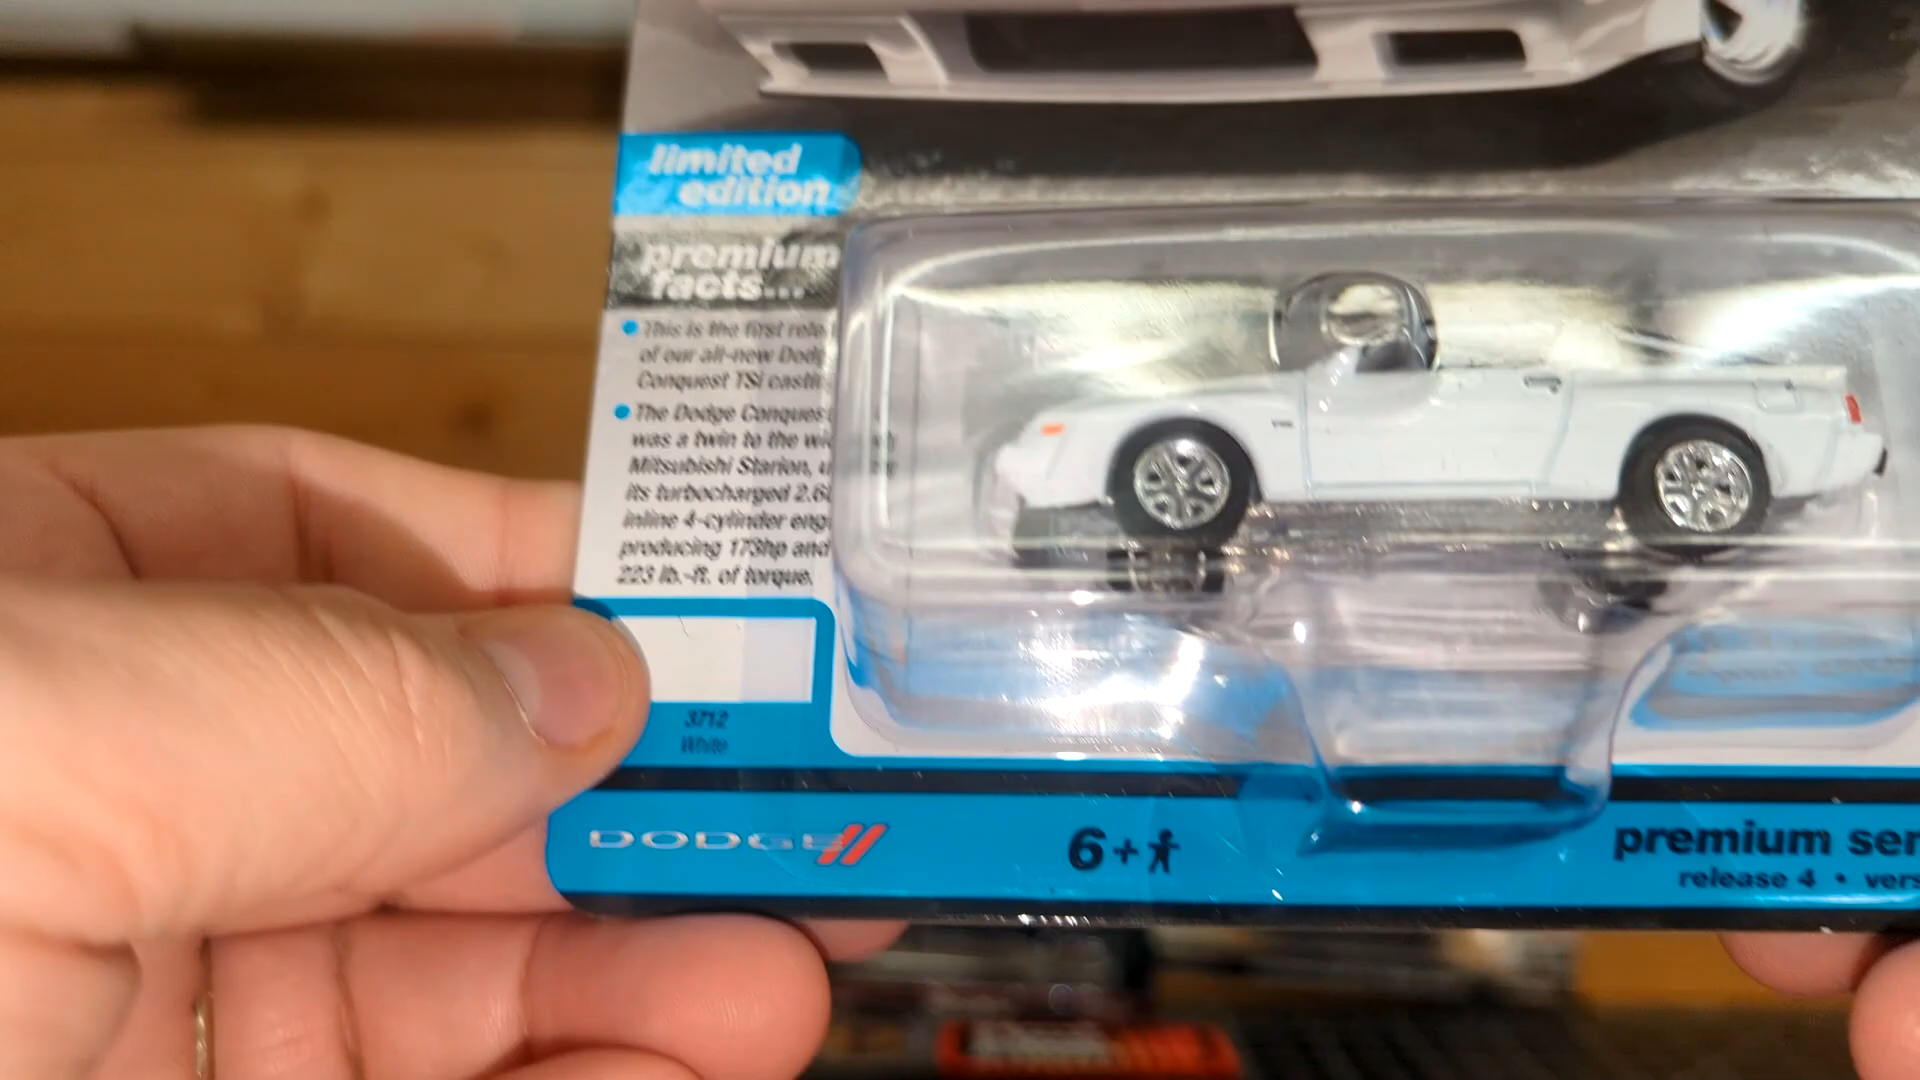 limited
edition
premium
facts...
This is the first rele
of our all-new Dodg
Conquest TSi castin
The Dodge Conquest
was a twin to the wi
Mitsubishi Starion, u
its turbocharged 2.6L
inline 4-cylinder eng
producing 173hp and
223 lb.-ft. of torque.
3712
White
DODGE
6+
premium ser
release 4 • vers